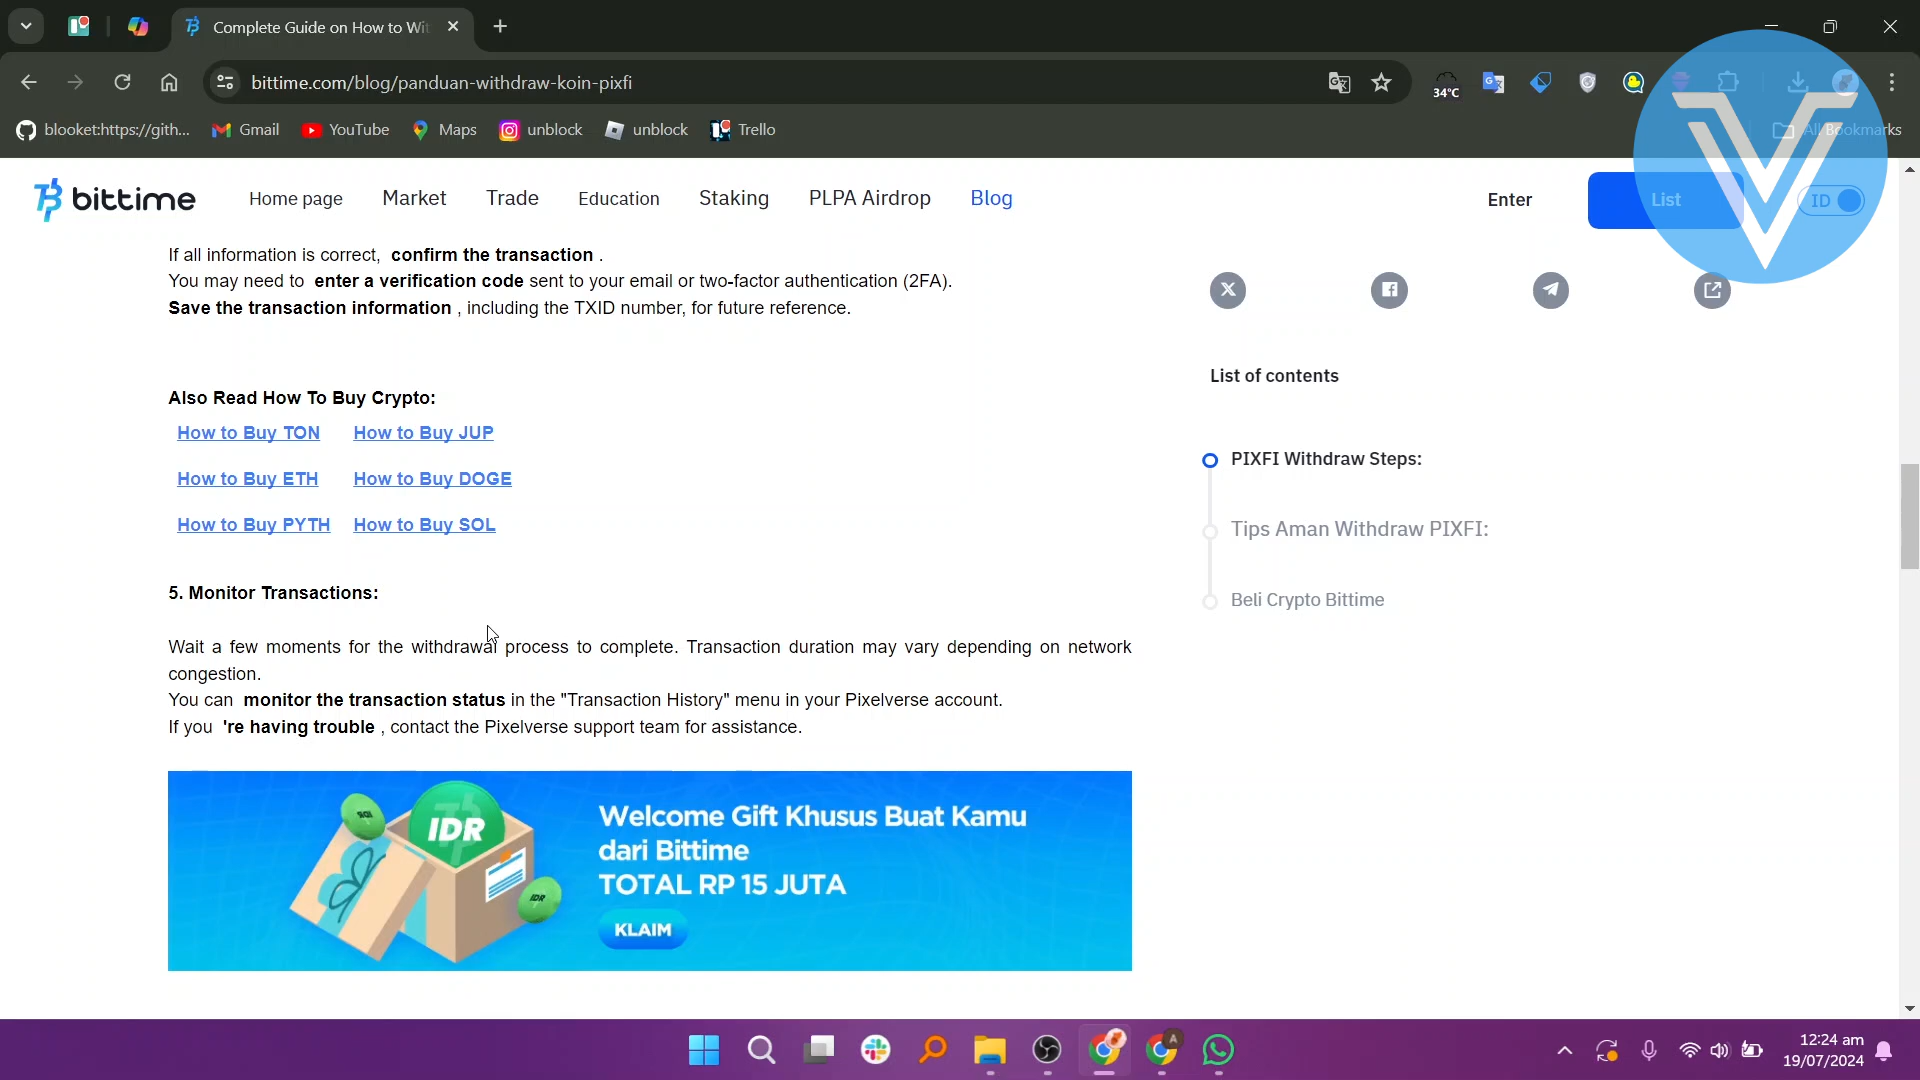 Complete Guide on How to Wit
bittime.com/blog/panduan-withdraw-koin-pixfi
34°C
blooket:https://gith...
Gmail
YouTube
Maps
unblock
unblock
Trello
All Bookmarks
bittime
Home page
Market
Trade
Education
Staking
PLPA Airdrop
Blog
Enter
List
ID
If all information is correct, confirm the transaction .
You may need to enter a verification code sent to your email or two-factor authentication (2FA).
Save the transaction information , including the TXID number, for future reference.
Also Read How To Buy Crypto:
How to Buy TON
How to Buy JUP
How to Buy ETH
How to Buy DOGE
How to Buy PYTH
How to Buy SOL
5. Monitor Transactions:
Wait a few moments for the withdrawal process to complete. Transaction duration may vary depending on network
congestion.
You can monitor the transaction status in the "Transaction History" menu in your Pixelverse account.
If you 're having trouble , contact the Pixelverse support team for assistance.
IDR
IDR
Welcome Gift Khusus Buat Kamu
dari Bittime
TOTAL RP 15 JUTA
KLAIM
List of contents
PIXFI Withdraw Steps:
Tips Aman Withdraw PIXFI:
Beli Crypto Bittime
A
12:24 am
19/07/2024